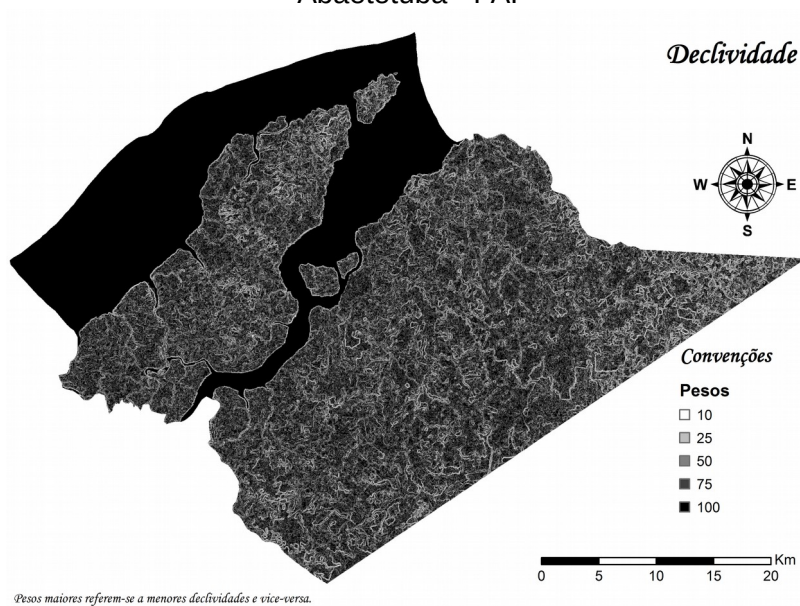 Declividade
N
W
E
S
Convenções
Pesos
10
25
50
75
100
Km
0 5 10 15 20
Pesos maiores referem-se a menores declividades e vice-versa.